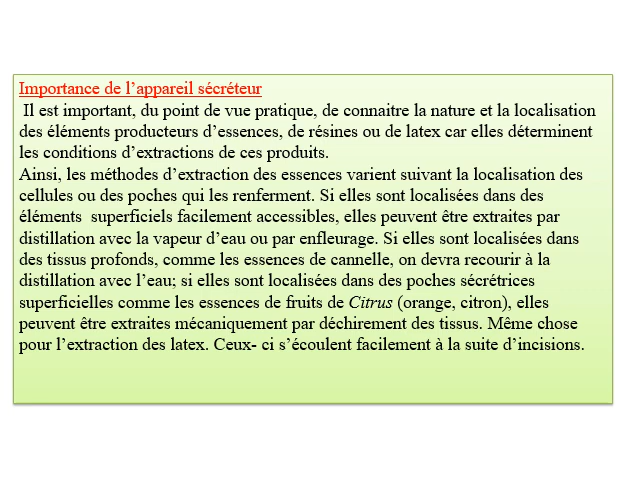 Importance de l’appareil sécréteur
Il est important, du point de vue pratique, de connaitre la nature et la localisation
des éléments producteurs d’essences, de résines ou de latex car elles déterminent
les conditions d’extractions de ces produits.
Ainsi, les méthodes d’extraction des essences varient suivant la localisation des
cellules ou des poches qui les renferment. Si elles sont localisées dans des
éléments  superficiels facilement accessibles, elles peuvent être extraites par
distillation avec la vapeur d’eau ou par enfleurage. Si elles sont localisées dans
des tissus profonds, comme les essences de cannelle, on devra recourir à la
distillation avec l’eau; si elles sont localisées dans des poches sécrétrices
superficielles comme les essences de fruits de Citrus (orange, citron), elles
peuvent être extraites mécaniquement par déchirement des tissus. Même chose
pour l’extraction des latex. Ceux- ci s’écoulent facilement à la suite d’incisions.